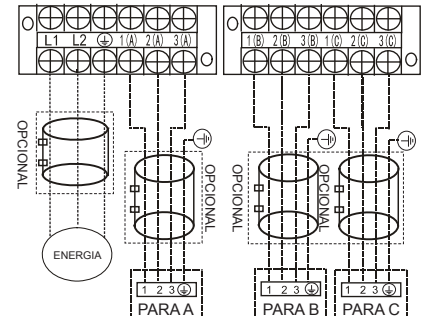 L1 L2 1(A) 2(A) 3(A)
1(B) 2(B) 3(B) 1(C) 2(C) 3(C)
OPCIONAL
OPCIONAL
OPCIONAL
OPCIONAL
ENERGIA
1 2 3
PARA A
1 2 3
PARA B
1 2 3
PARA C